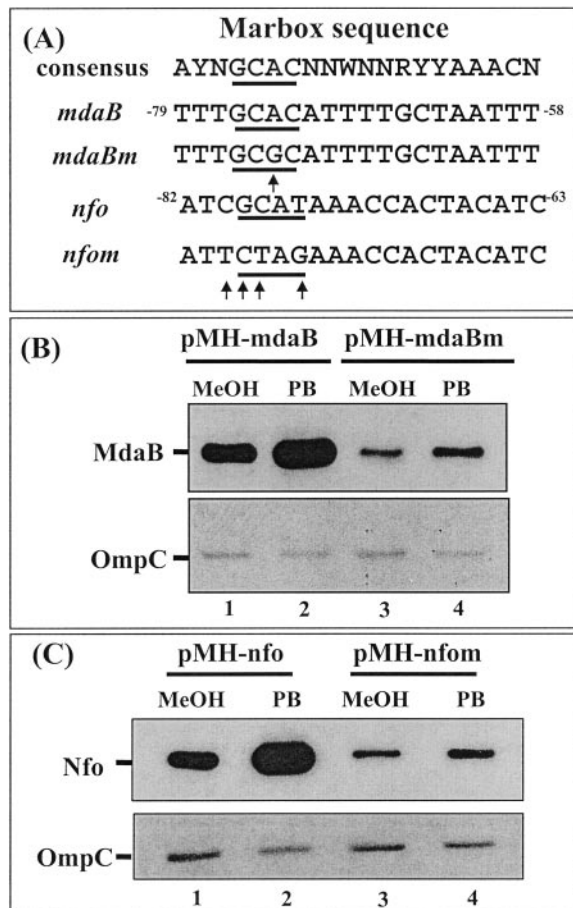 (A) Marbox sequence
consensus AYNGCACNNWNNRYYAAACN
mdaB -79 TTTGCACATTTTGCTAATTT -58
mdaBm TTTGCGCATTTTGCTAATTT
nfo -82 ATCGCATAAACCACTACATC -63
nfom ATTCTAGAAACCACTACATC
(B) pMH-mdaB pMH-mdaBm
MeOH PB MeOH PB
MdaB
OmpC
1 2 3 4
(C) pMH-nfo pMH-nfom
MeOH PB MeOH PB
Nfo
OmpC
1 2 3 4